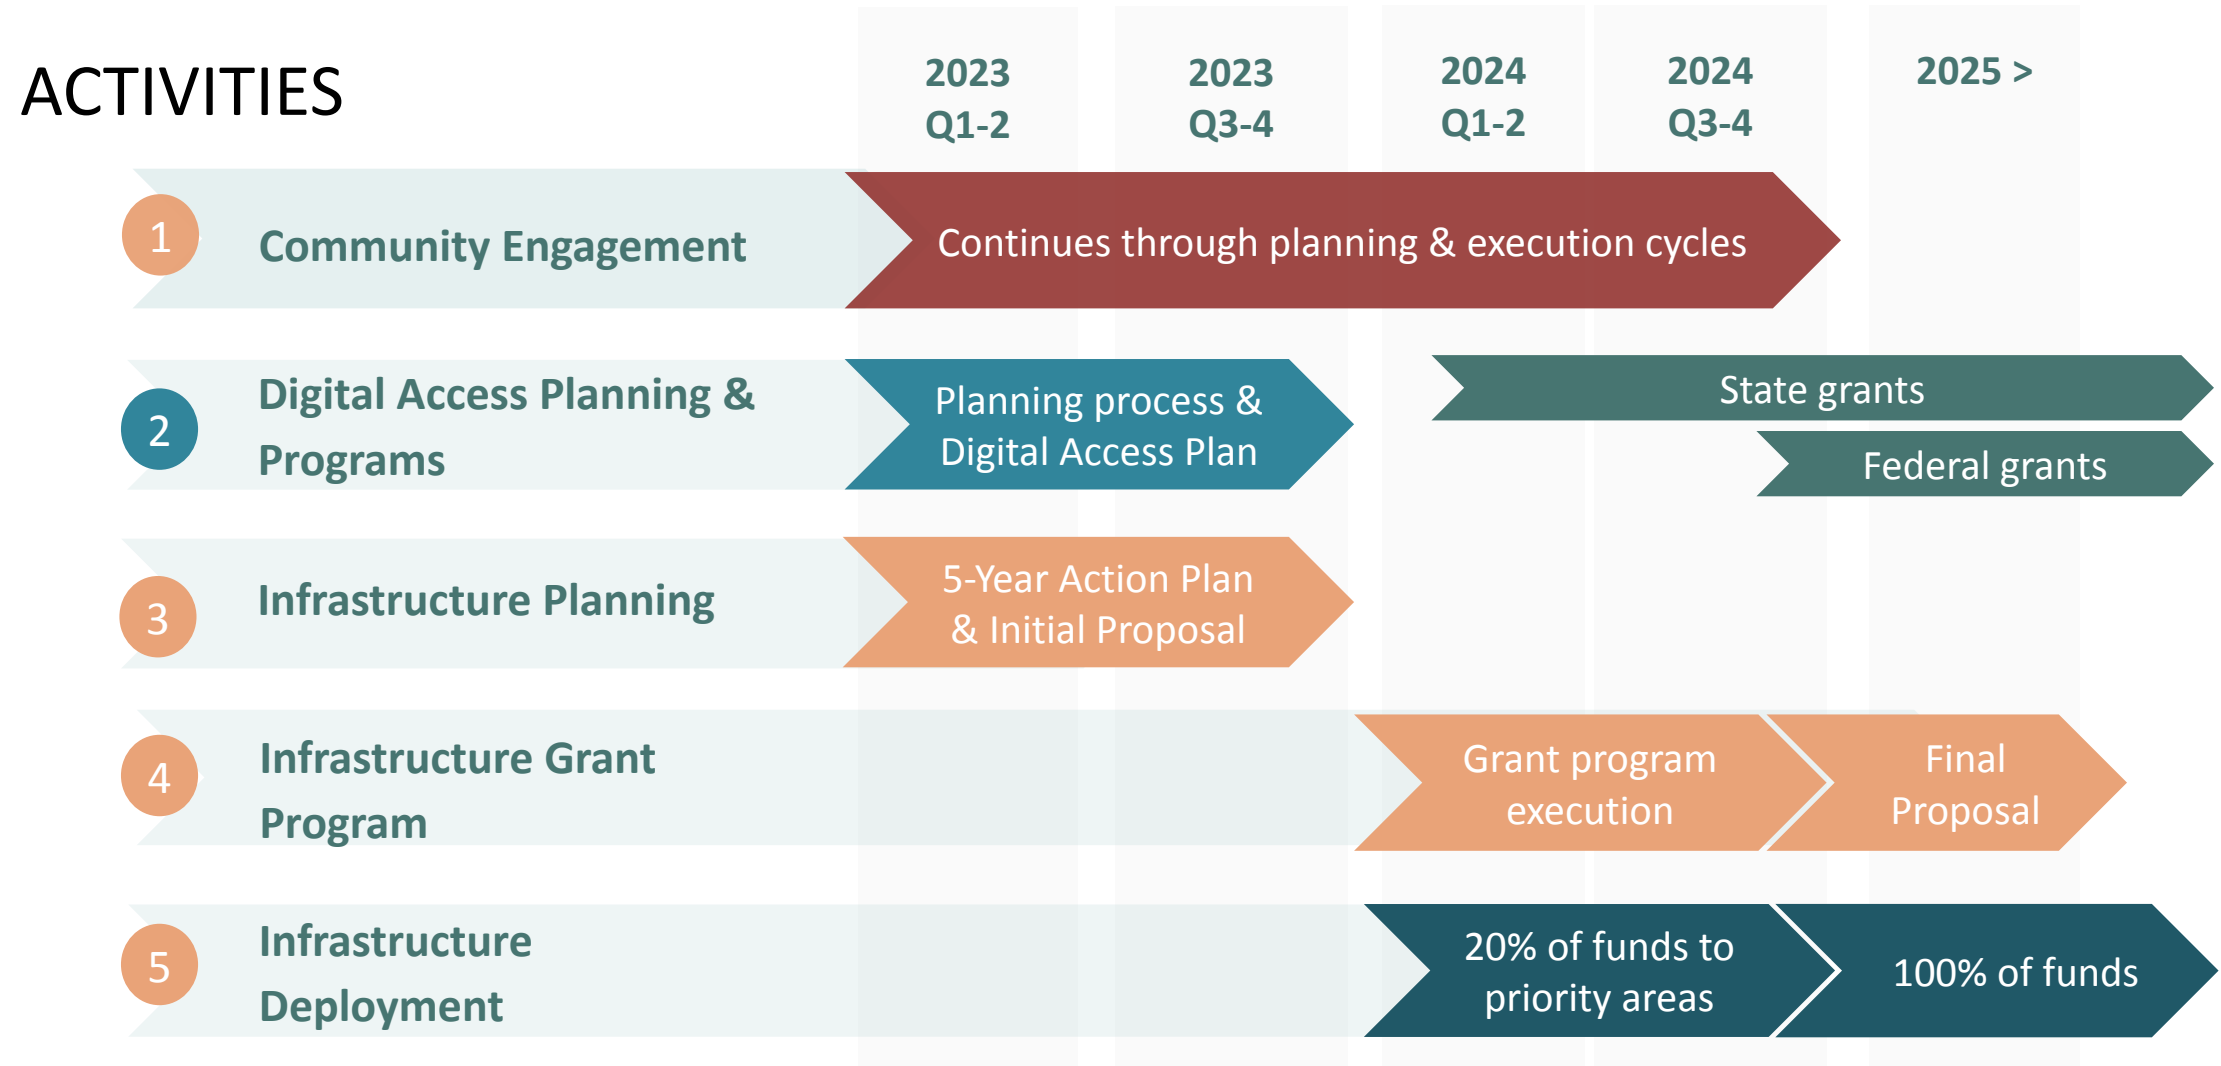 ACTIVITIES
2023
Q1-2
2023
Q3-4
2024
Q1-2
2024
Q3-4
2025 >
1
Community Engagement
Continues through planning & execution cycles
2
Digital Access Planning &
Programs
Planning process &
Digital Access Plan
State grants
Federal grants
3
Infrastructure Planning
5-Year Action Plan
& Initial Proposal
4
Infrastructure Grant
Program
Grant program
execution
Final
Proposal
5
Infrastructure
Deployment
20% of funds to
priority areas
100% of funds